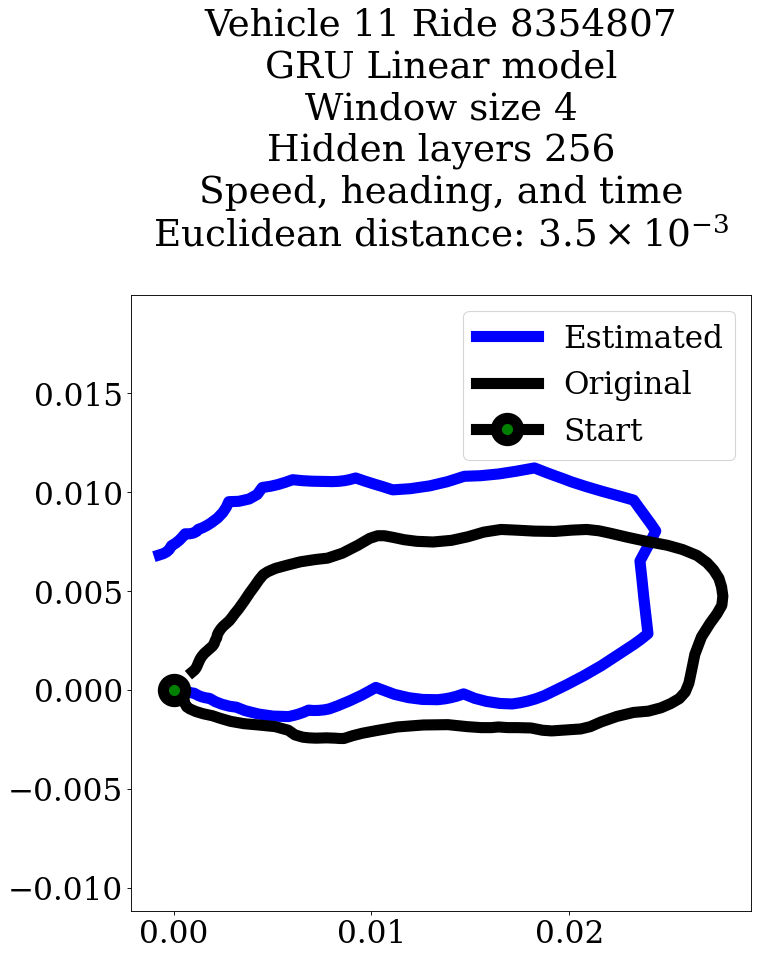 Vehicle 11 Ride 8354807
GRU Linear model
Window size 4
Hidden layers 256
Speed, heading, and time
Euclidean distance: 3.5 × 10⁻³
Estimated
Original
Start
0.015
0.010
0.005
0.000
−0.005
−0.010
0.00 0.01 0.02